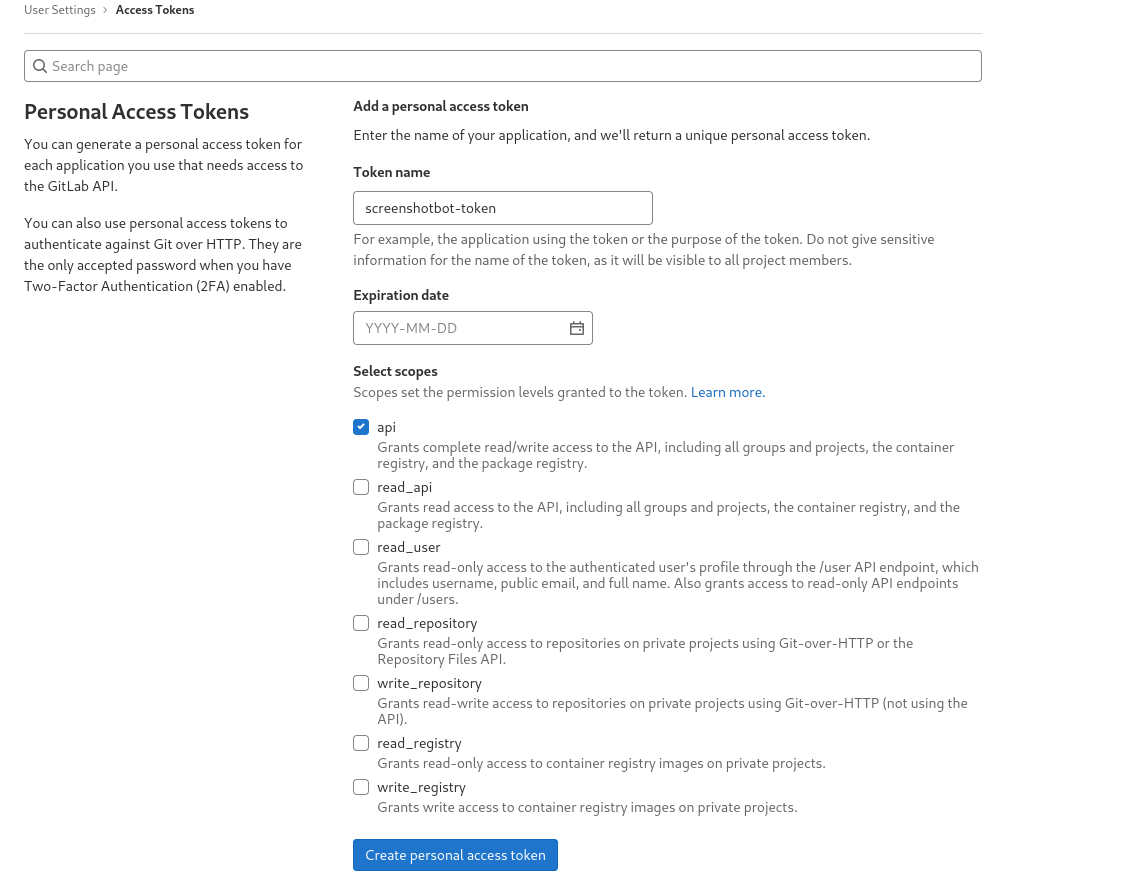 User Settings › Access Tokens
Search page
Personal Access Tokens
You can generate a personal access token for
each application you use that needs access to
the GitLab API.
You can also use personal access tokens to
authenticate against Git over HTTP. They are
the only accepted password when you have
Two-Factor Authentication (2FA) enabled.
Add a personal access token
Enter the name of your application, and we'll return a unique personal access token.
Token name
screenshotbot-token
For example, the application using the token or the purpose of the token. Do not give sensitive
information for the name of the token, as it will be visible to all project members.
Expiration date
YYYY-MM-DD
Select scopes
Scopes set the permission levels granted to the token. Learn more.
api
Grants complete read/write access to the API, including all groups and projects, the container
registry, and the package registry.
read_api
Grants read access to the API, including all groups and projects, the container registry, and the
package registry.
read_user
Grants read-only access to the authenticated user's profile through the /user API endpoint, which
includes username, public email, and full name. Also grants access to read-only API endpoints
under /users.
read_repository
Grants read-only access to repositories on private projects using Git-over-HTTP or the
Repository Files API.
write_repository
Grants read-write access to repositories on private projects using Git-over-HTTP (not using the
API).
read_registry
Grants read-only access to container registry images on private projects.
write_registry
Grants write access to container registry images on private projects.
Create personal access token